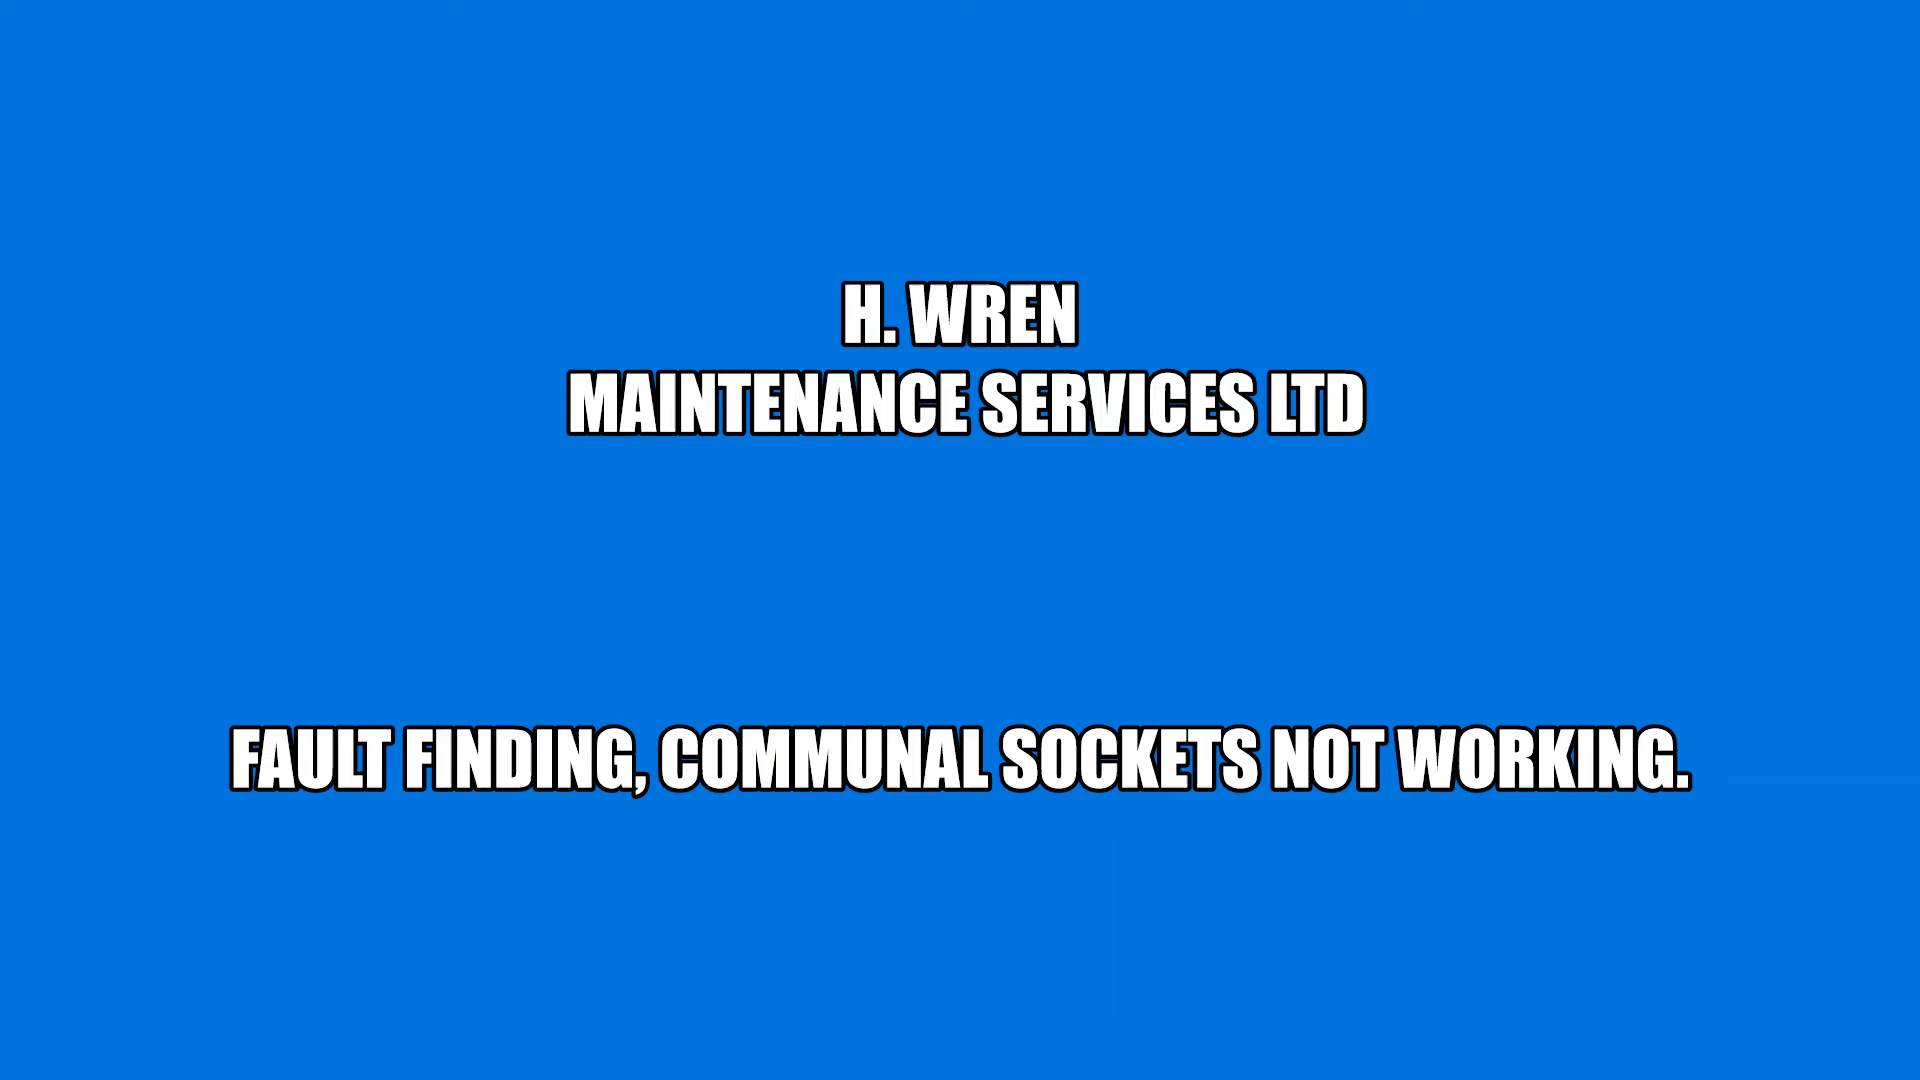 H. WREN
MAINTENANCE SERVICES LTD
FAULT FINDING, COMMUNAL SOCKETS NOT WORKING.